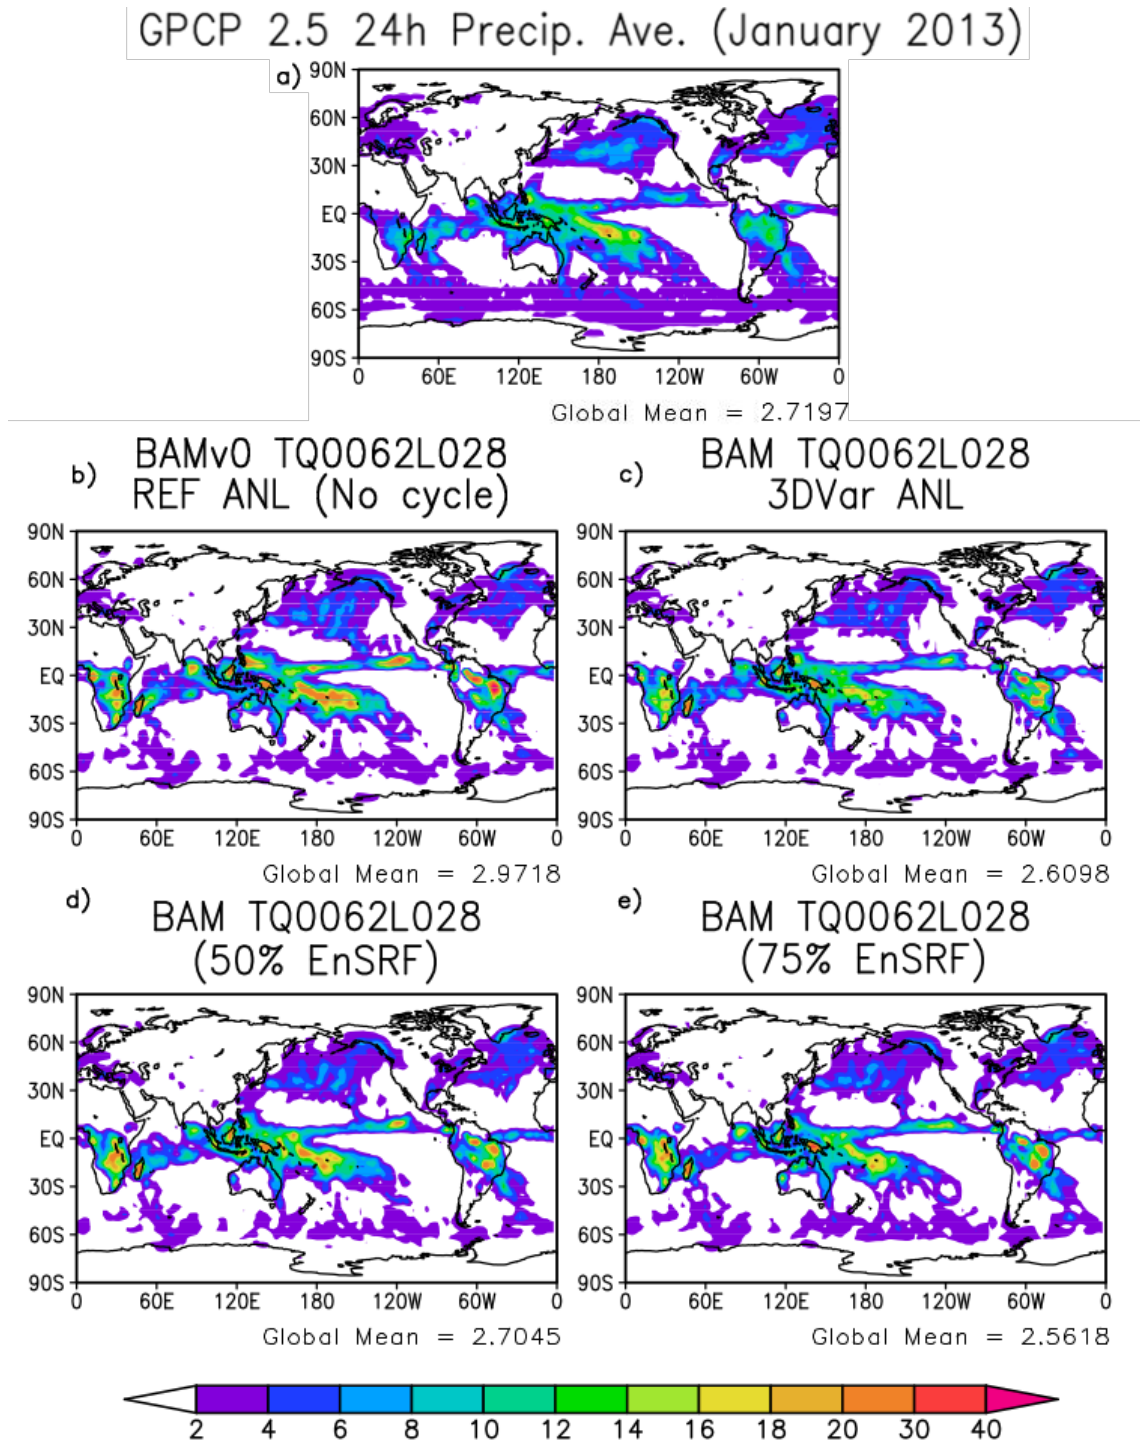 GPCP 2.5 24h Precip. Ave. (January 2013)
a)
90N
60N
30N
EQ
30S
60S
90S
0 60E 120E 180 120W 60W 0
Global Mean = 2.7197
b) BAMv0 TQ0062L028
REF ANL (No cycle)
90N
60N
30N
EQ
30S
60S
90S
0 60E 120E 180 120W 60W 0
Global Mean = 2.9718
c) BAM TQ0062L028
3DVar ANL
90N
60N
30N
EQ
30S
60S
90S
0 60E 120E 180 120W 60W 0
Global Mean = 2.6098
d)
BAM TQ0062L028
(50% EnSRF)
90N
60N
30N
EQ
30S
60S
90S
0 60E 120E 180 120W 60W 0
Global Mean = 2.7045
e)
BAM TQ0062L028
(75% EnSRF)
90N
60N
30N
EQ
30S
60S
90S
0 60E 120E 180 120W 60W 0
Global Mean = 2.5618
2 4 6 8 10 12 14 16 18 20 30 40